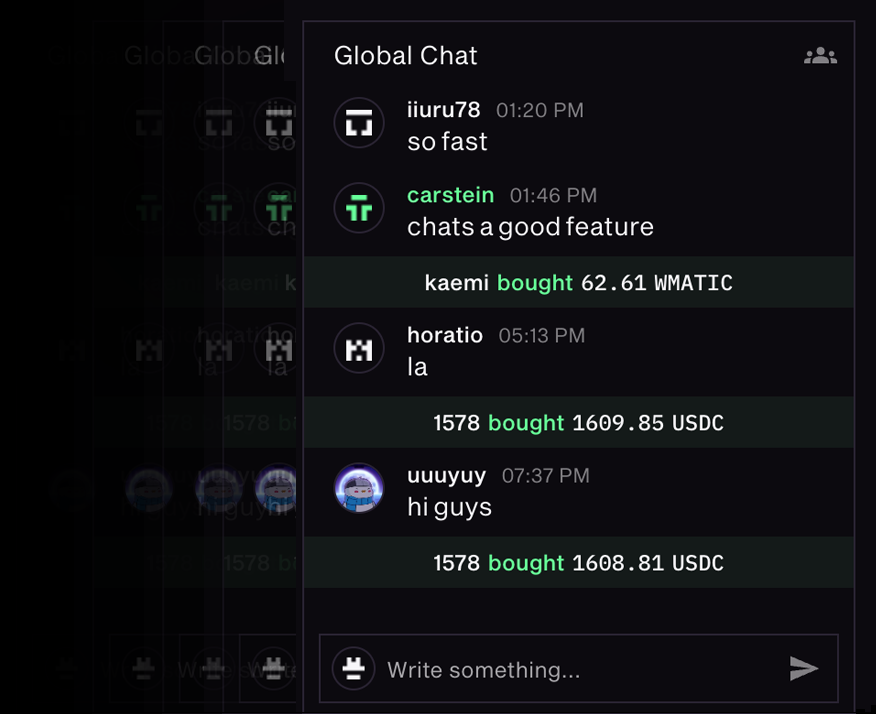 Global Chat
iiuru78 01:20 PM
so fast
carstein 01:46 PM
chats a good feature
kaemi bought 62.61 WMATIC
horatio 05:13 PM
la
1578 bought 1609.85 USDC
uuuyuy 07:37 PM
hi guys
1578 bought 1608.81 USDC
Write something...